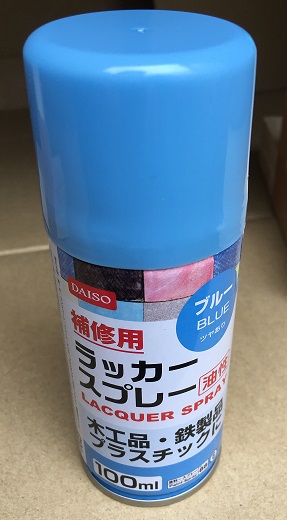 DAISO
補修用
ブルー
BLUE
ツヤあり
ラッカー
スプレー
油性
LACQUER SPRAY
木工品・鉄製品
プラスチックに
100ml